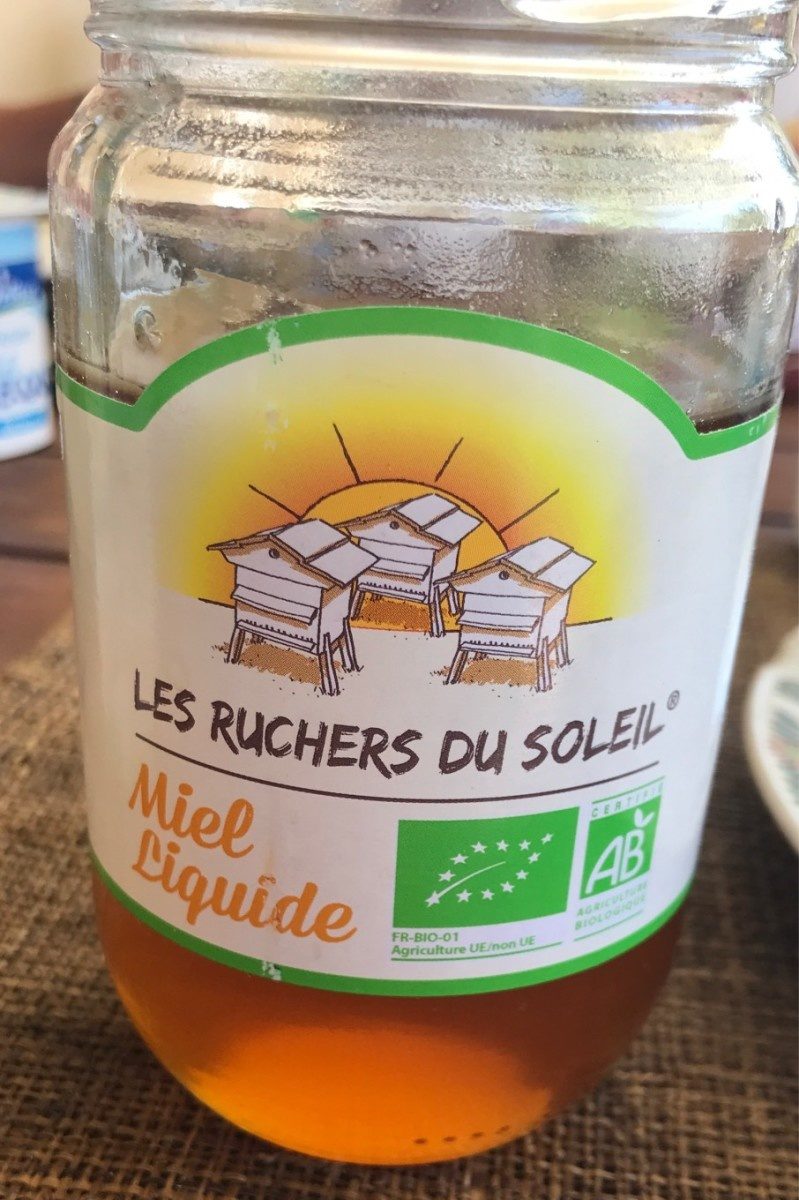 LES RUCHERS DU SOLEIL®
Miel
Liquide
FR-BIO-01
Agriculture UE/non UE
CERTIFIÉ
AB
AGRICULTURE
BIOLOGIQUE